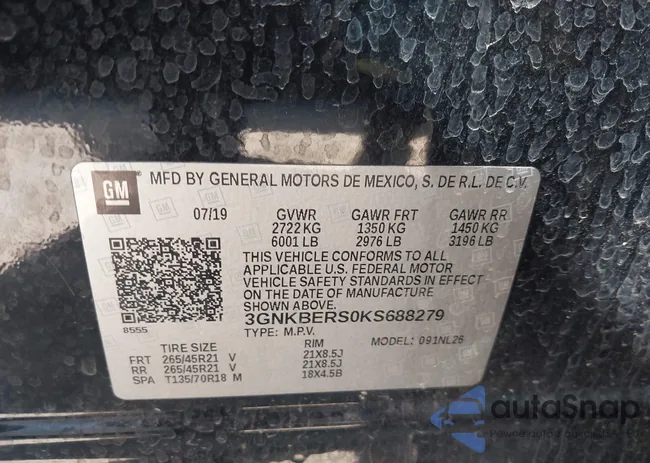 GM MFD BY GENERAL MOTORS DE MEXICO, S. DE R.L. DE C.V.
07/19 GVWR GAWR FRT GAWR RR
2722 KG 1350 KG 1450 KG
6001 LB 2976 LB 3196 LB
THIS VEHICLE CONFORMS TO ALL
APPLICABLE U.S. FEDERAL MOTOR
VEHICLE SAFETY STANDARDS IN EFFECT
ON THE DATE OF MANUFACTURE
SHOWN ABOVE.
8555
3GNKBERS0KS688279
TYPE: M.P.V. MODEL: 091NL26
TIRE SIZE RIM
FRT 265/45R21 V 21X8.5J
RR 265/45R21 V 21X8.5J
SPA T135/70R18 M 18X4.5B
autoSnap